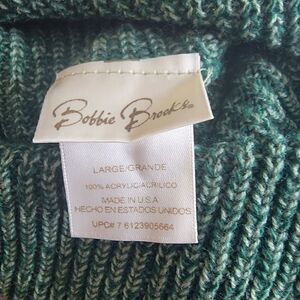 Bobbie Brooks
LARGE/GRANDE
100% ACRYLIC/ACRILICO
MADE IN U.S.A
HECHO EN ESTADOS UNIDOS
UPC# 7 6123905664